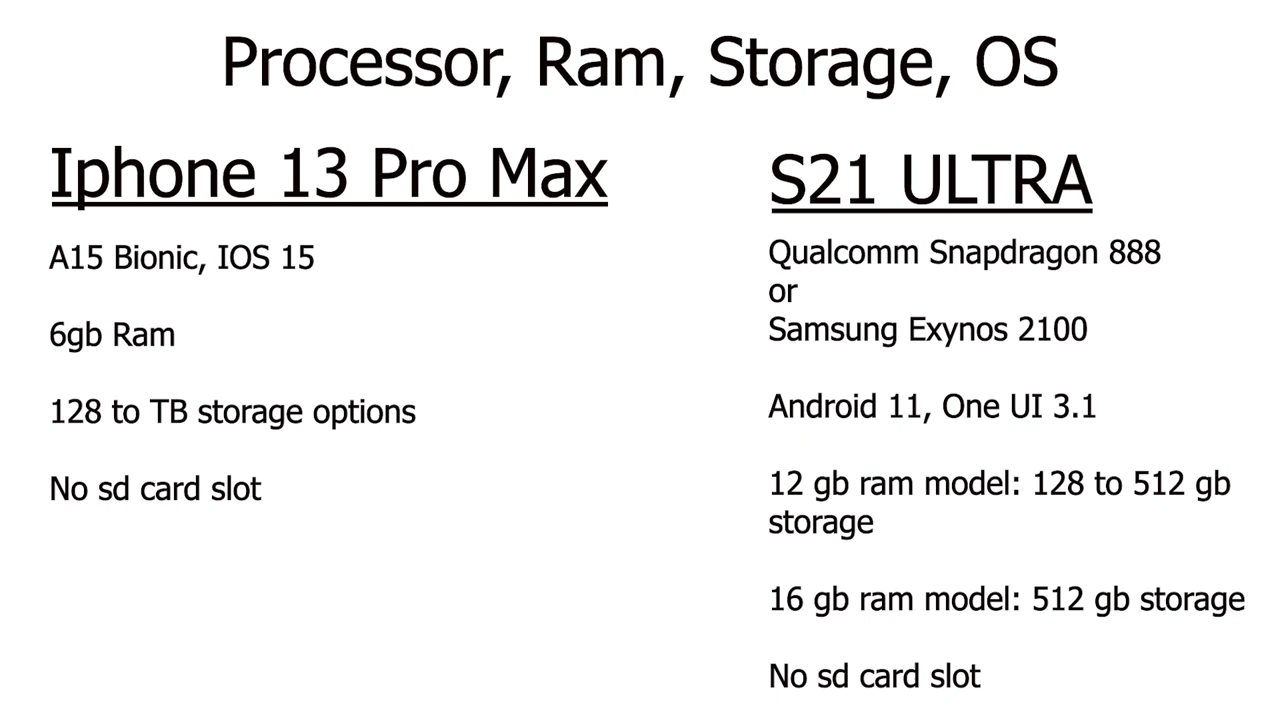 Processor, Ram, Storage, OS
Iphone 13 Pro Max
A15 Bionic, IOS 15
6gb Ram
128 to TB storage options
No sd card slot
S21 ULTRA
Qualcomm Snapdragon 888
or
Samsung Exynos 2100
Android 11, One UI 3.1
12 gb ram model: 128 to 512 gb
storage
16 gb ram model: 512 gb storage
No sd card slot